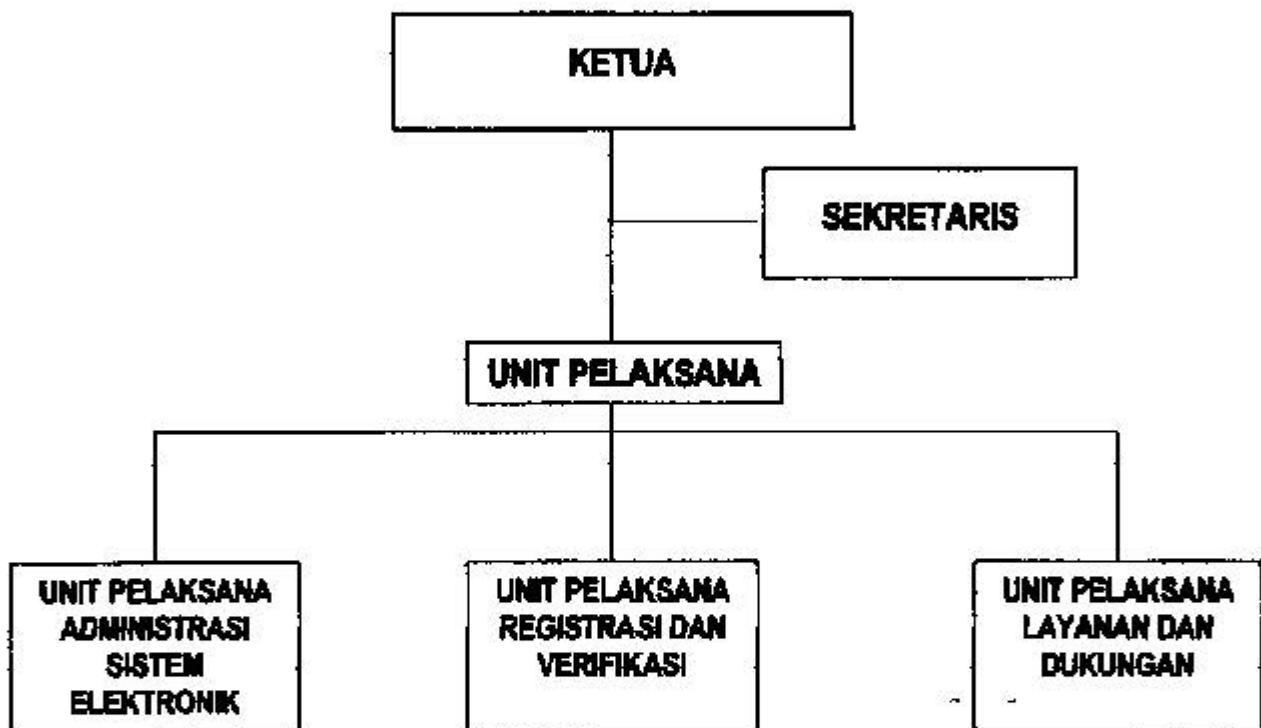 KETUA
SEKRETARIS
UNIT PELAKSANA
UNIT PELAKSANA
ADMINISTRASI
SISTEM
ELEKTRONIK
UNIT PELAKSANA
REGISTRASI DAN
VERIFIKASI
UNIT PELAKSANA
LAYANAN DAN
DUKUNGAN